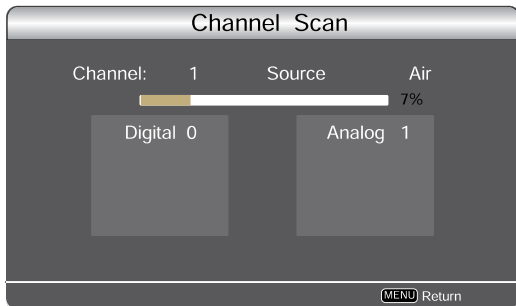 Channel Scan
Channel: 1 Source Air
7%
Digital 0 Analog 1
MENU Return